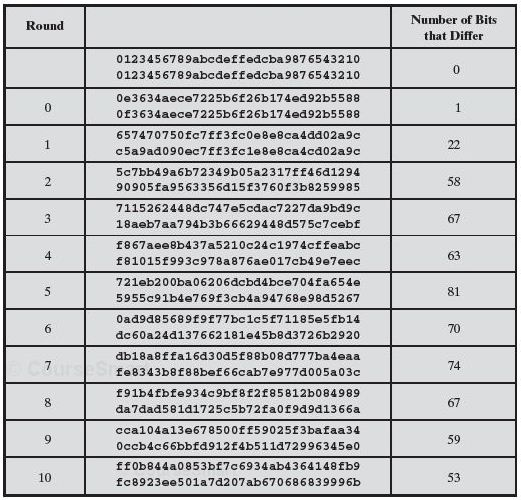 Round
Number of Bits
that Differ
0123456789abcdeffedcba9876543210
0123456789abcdeffedcba9876543210
0
0
0e3634aece7225b6f26b174ed92b5588
0f3634aece7225b6f26b174ed92b5588
1
1
657470750fc7ff3fc0e8e8ca4dd02a9c
c5a9ad090ec7ff3fc1e8e8ca4cd02a9c
22
2
5c7bb49a6b72349b05a2317ff46d1294
90905fa9563356d15f3760f3b8259985
58
3
7115262448dc747e5cdac7227da9bd9c
18aeb7aa794b3b66629448d575c7cebf
67
4
f867aee8b437a5210c24c1974cffeabc
f81015f993c978a876ae017cb49e7eec
63
5
721eb200ba06206dcbd4bce704fa654e
5955c91b4e769f3cb4a94768e98d5267
81
6
0ad9d85689f9f77bc1c5f71185e5fb14
dc60a24d137662181e45b8d3726b2920
70
7
db18a8ffa16d30d5f88b08d777ba4eaa
fe8343b8f88bef66cab7e977d005a03c
74
8
f91b4fbfe934c9bf8f2f85812b084989
da7dad581d1725c5b72fa0f9d9d1366a
67
9
cca104a13e678500ff59025f3bafaa34
0ccb4c66bbfd912f4b511d72996345e0
59
10
ff0b844a0853bf7c6934ab4364148fb9
fc8923ee501a7d207ab670686839996b
53